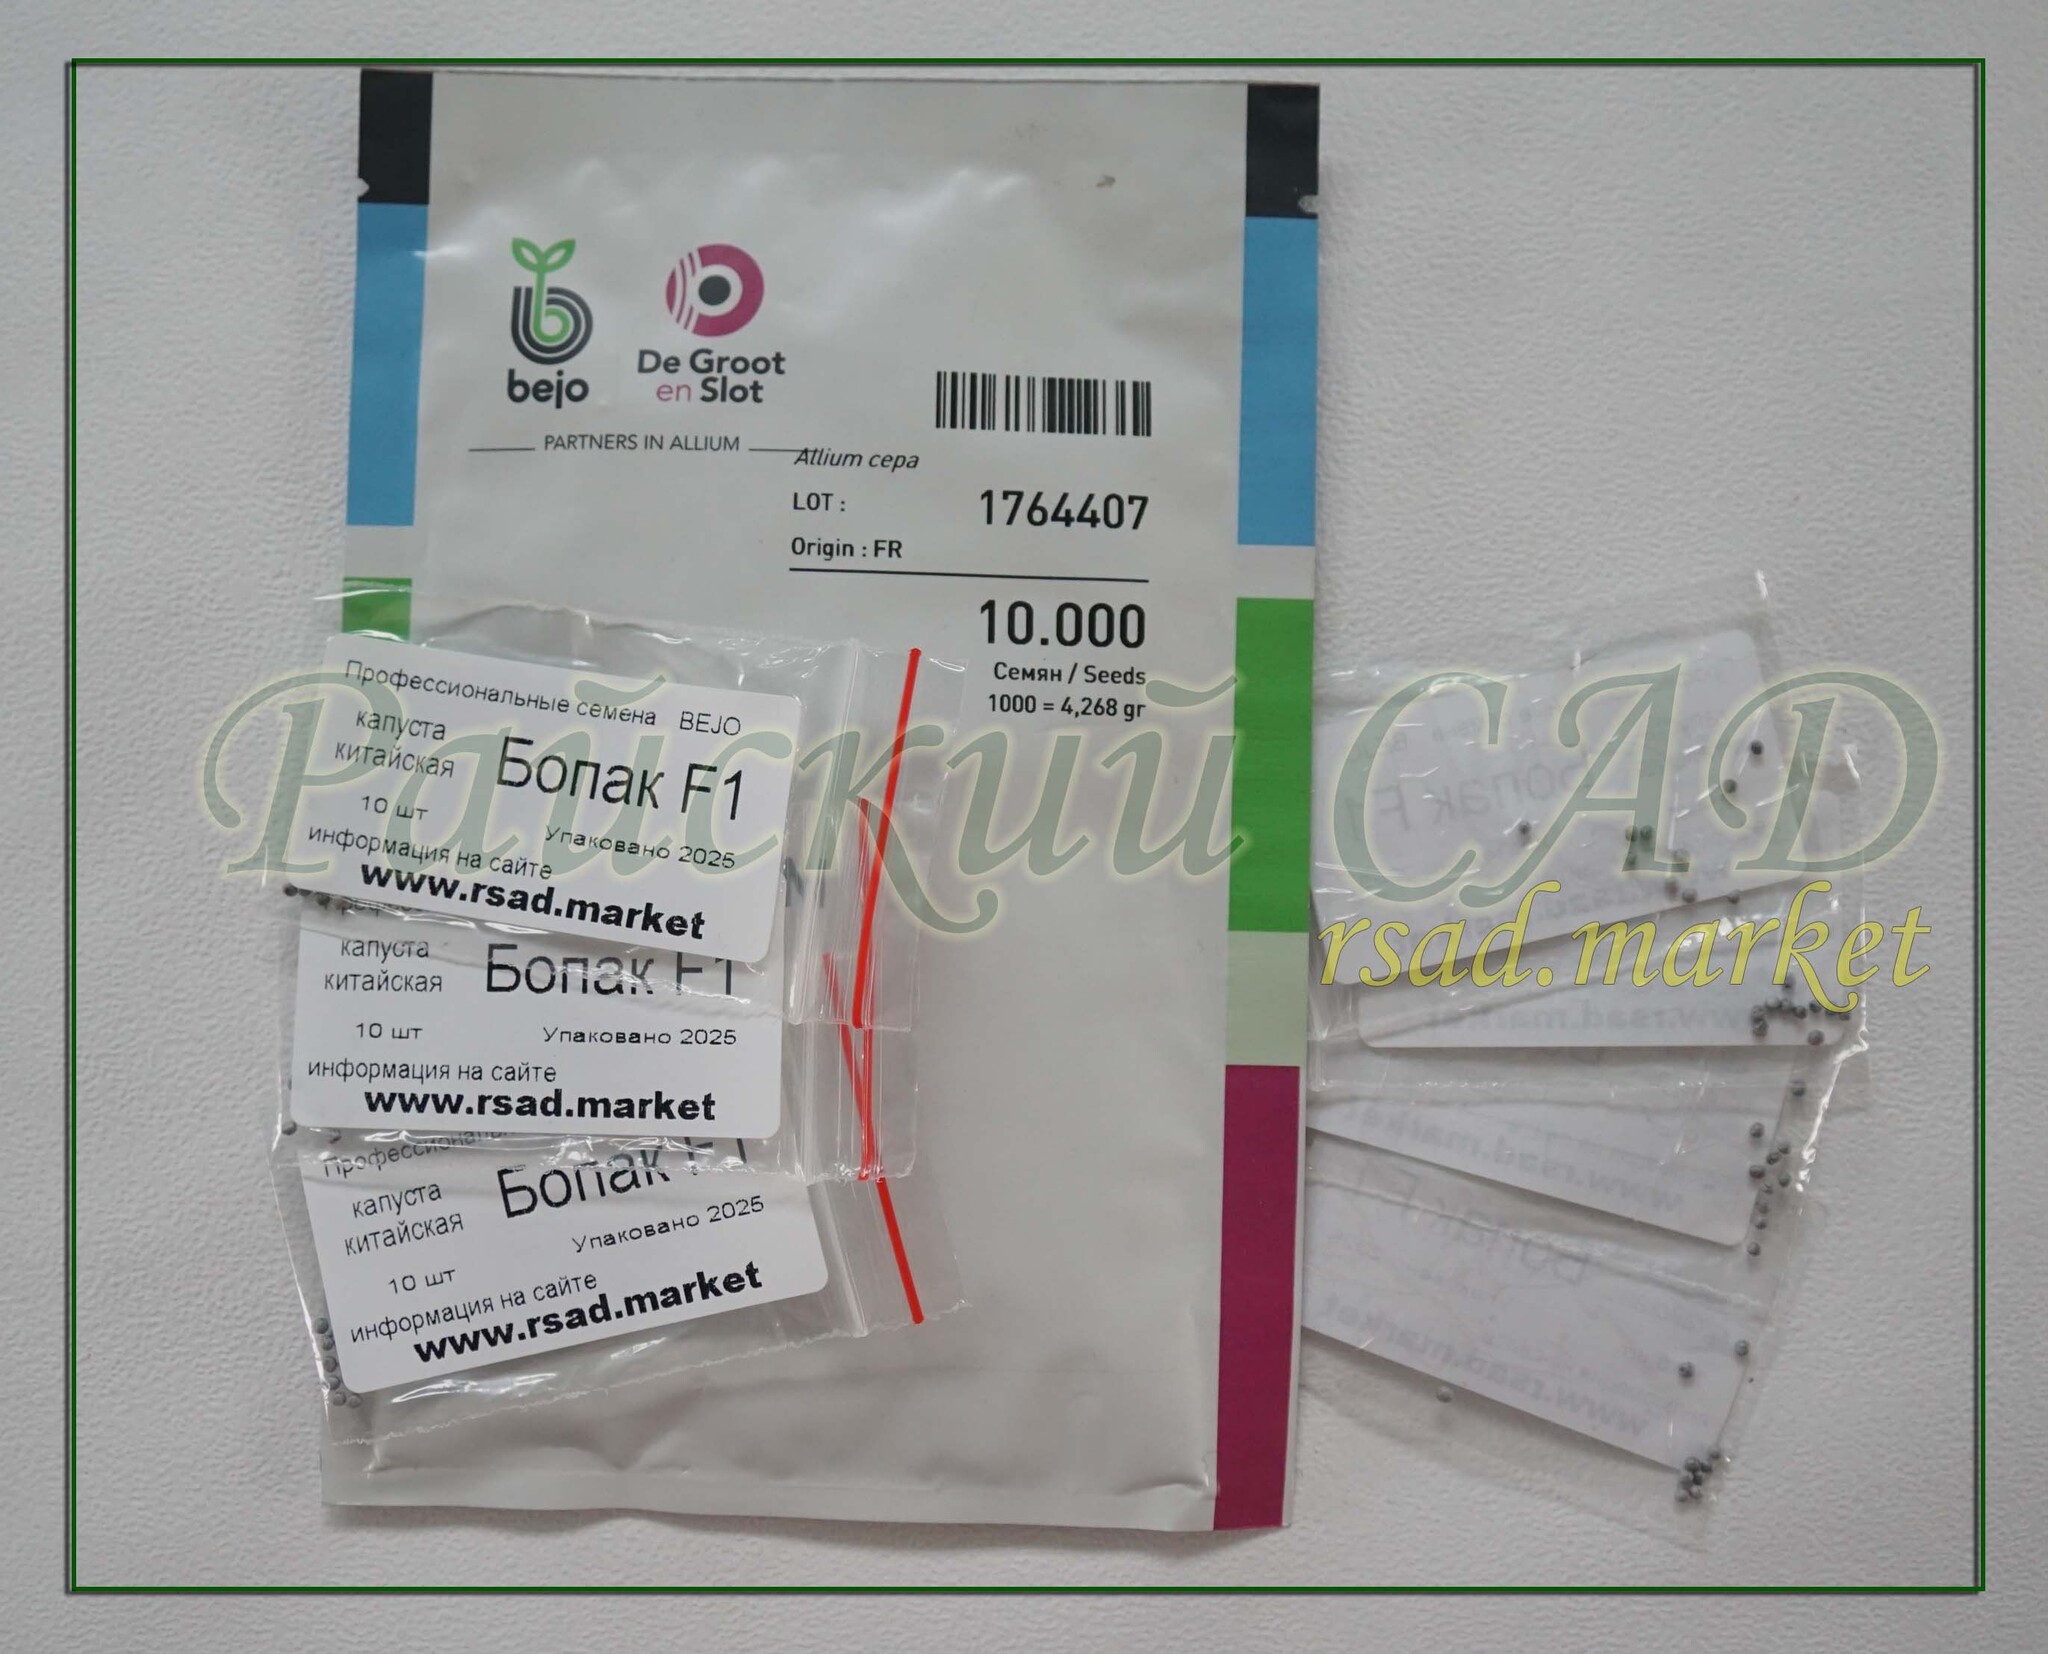 bejo
De Groot
en Slot
PARTNERS IN ALLIUM
Allium cepa
LOT : 1764407
Origin : FR
10.000
Семян / Seeds
1000 = 4,268 gr
Профессиональные семена BEJO
капуста
китайская
Бопак F1
10 шт
Упаковано 2025
информация на сайте
www.rsad.market
капуста
китайская
Бопак F1
10 шт
Упаковано 2025
информация на сайте
www.rsad.market
капуста
китайская
Бопак F1
10 шт
Упаковано 2025
информация на сайте
www.rsad.market
Райский САД
rsad.market